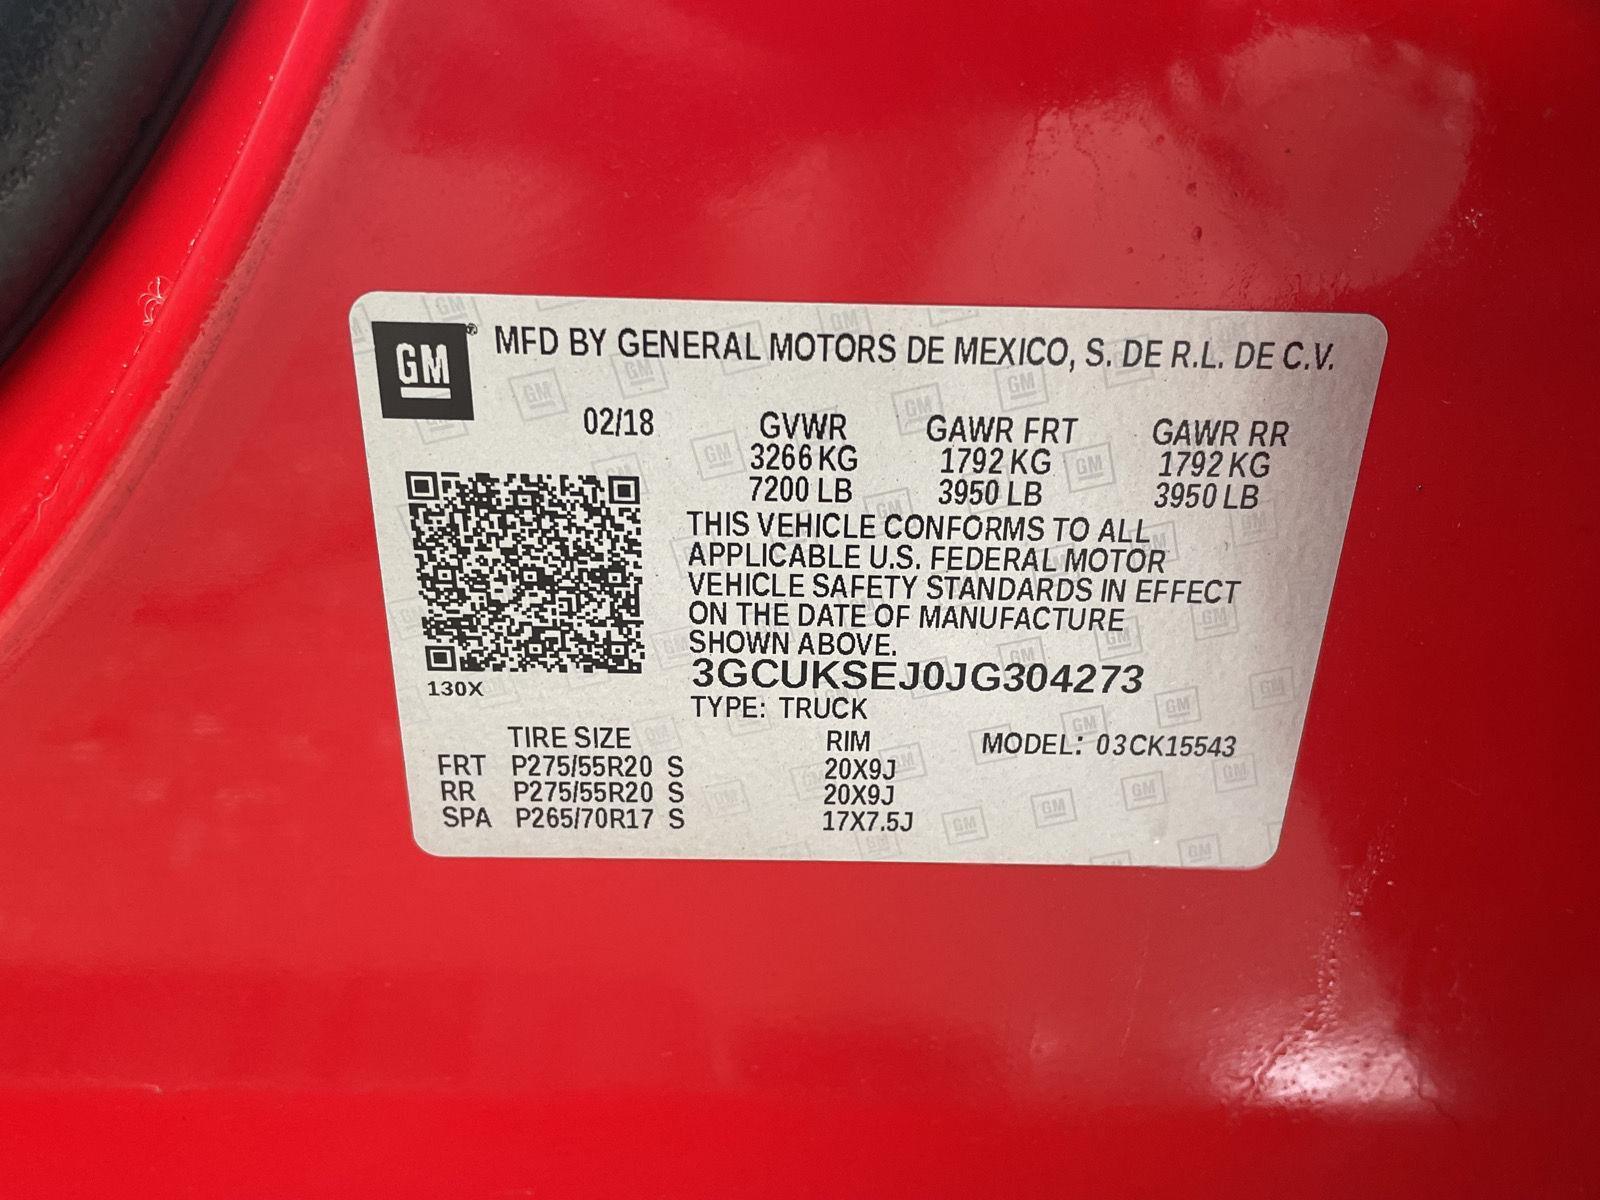 GM® MFD BY GENERAL MOTORS DE MEXICO, S. DE R.L. DE C.V.
02/18 GVWR GAWR FRT GAWR RR
3266 KG 1792 KG 1792 KG
7200 LB 3950 LB 3950 LB
THIS VEHICLE CONFORMS TO ALL
APPLICABLE U.S. FEDERAL MOTOR
VEHICLE SAFETY STANDARDS IN EFFECT
ON THE DATE OF MANUFACTURE
SHOWN ABOVE.
3GCUKSEJ0JG304273
130X
TYPE: TRUCK
TIRE SIZE RIM MODEL: 03CK15543
FRT P275/55R20 S 20X9J
RR P275/55R20 S 20X9J
SPA P265/70R17 S 17X7.5J